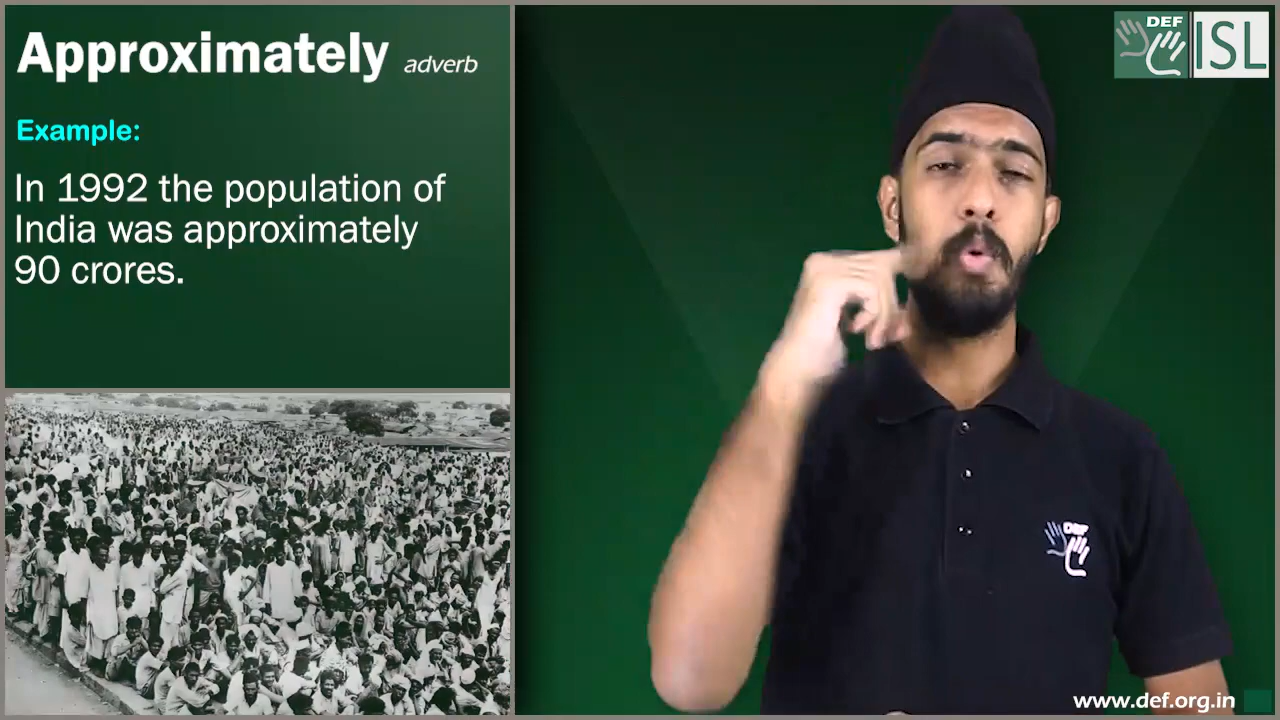 Approximately adverb
Example:
In 1992 the population of
India was approximately
90 crores.
DEF ISL
DEF
www.def.org.in